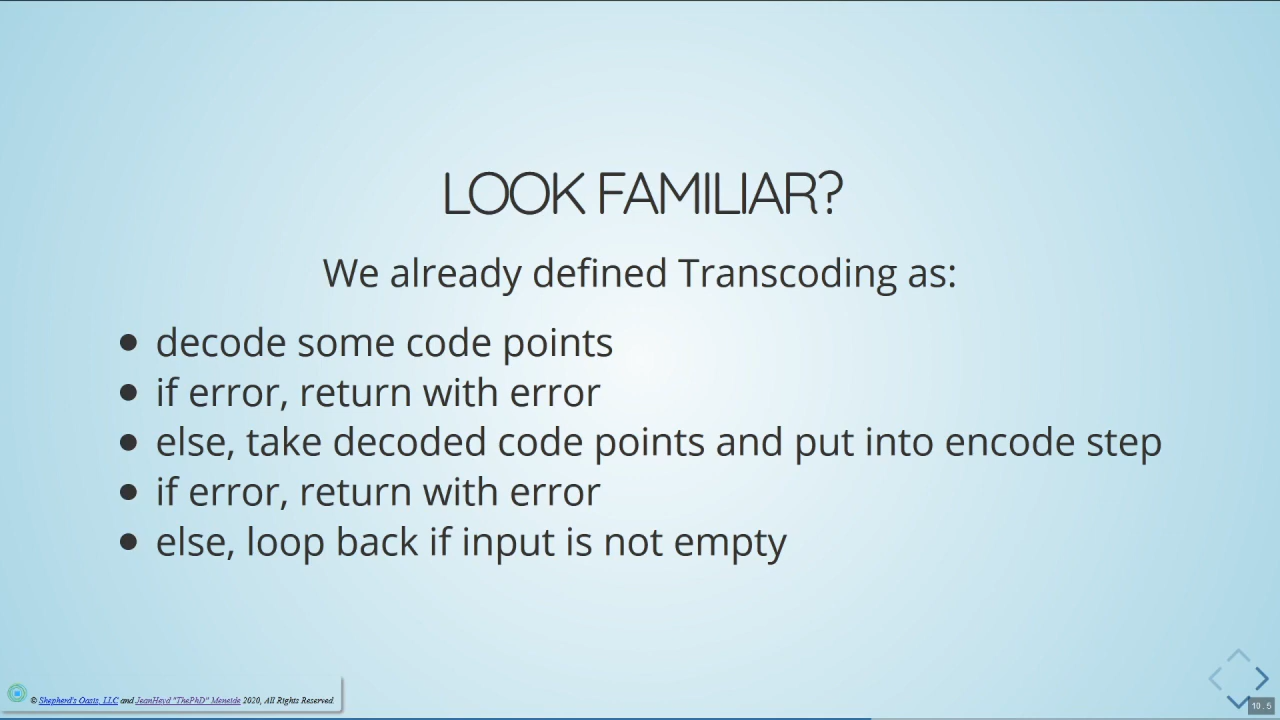 LOOK FAMILIAR?
We already defined Transcoding as:
decode some code points
if error, return with error
else, take decoded code points and put into encode step
if error, return with error
else, loop back if input is not empty
© Shepherd's Oasis, LLC and JeanHeyd "ThePhD" Meneide 2020, All Rights Reserved.
10.5